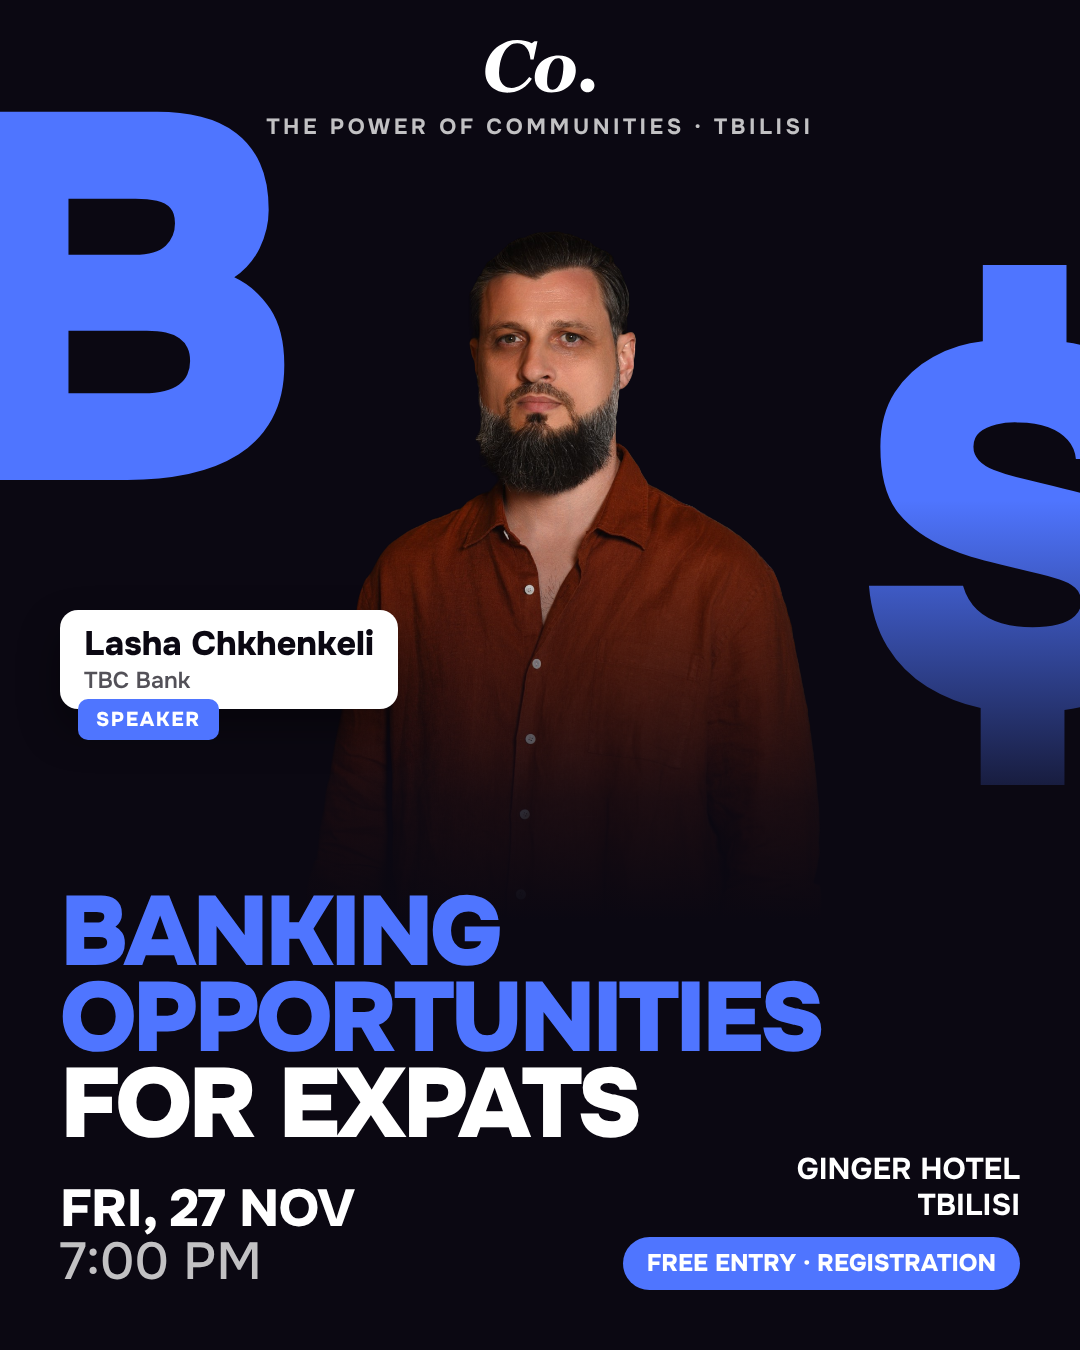 Co.
THE POWER OF COMMUNITIES · TBILISI
B
$
Lasha Chkhenkeli
TBC Bank
SPEAKER
BANKING
OPPORTUNITIES
FOR EXPATS
FRI, 27 NOV
7:00 PM
GINGER HOTEL
TBILISI
FREE ENTRY · REGISTRATION